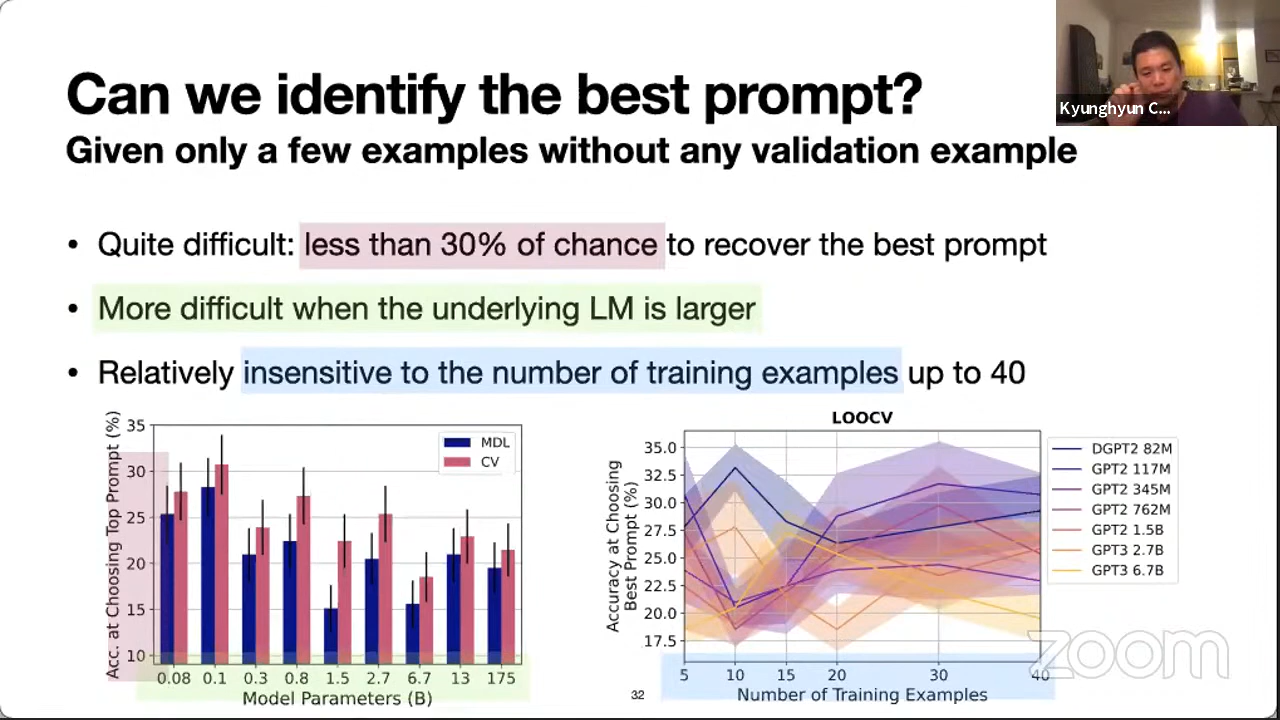 Can we identify the best prompt?
Given only a few examples without any validation example
Kyunghyun C...
• Quite difficult: less than 30% of chance to recover the best prompt
• More difficult when the underlying LM is larger
• Relatively insensitive to the number of training examples up to 40
Acc. at Choosing Top Prompt (%)
35
30
25
20
15
10
MDL
CV
0.08 0.1 0.3 0.8 1.5 2.7 6.7 13 175
Model Parameters (B)
LOOCV
Accuracy at Choosing
Best Prompt (%)
35.0
32.5
30.0
27.5
25.0
22.5
20.0
17.5
DGPT2 82M
GPT2 117M
GPT2 345M
GPT2 762M
GPT2 1.5B
GPT3 2.7B
GPT3 6.7B
5 10 15 20 30 40
Number of Training Examples
32
zoom